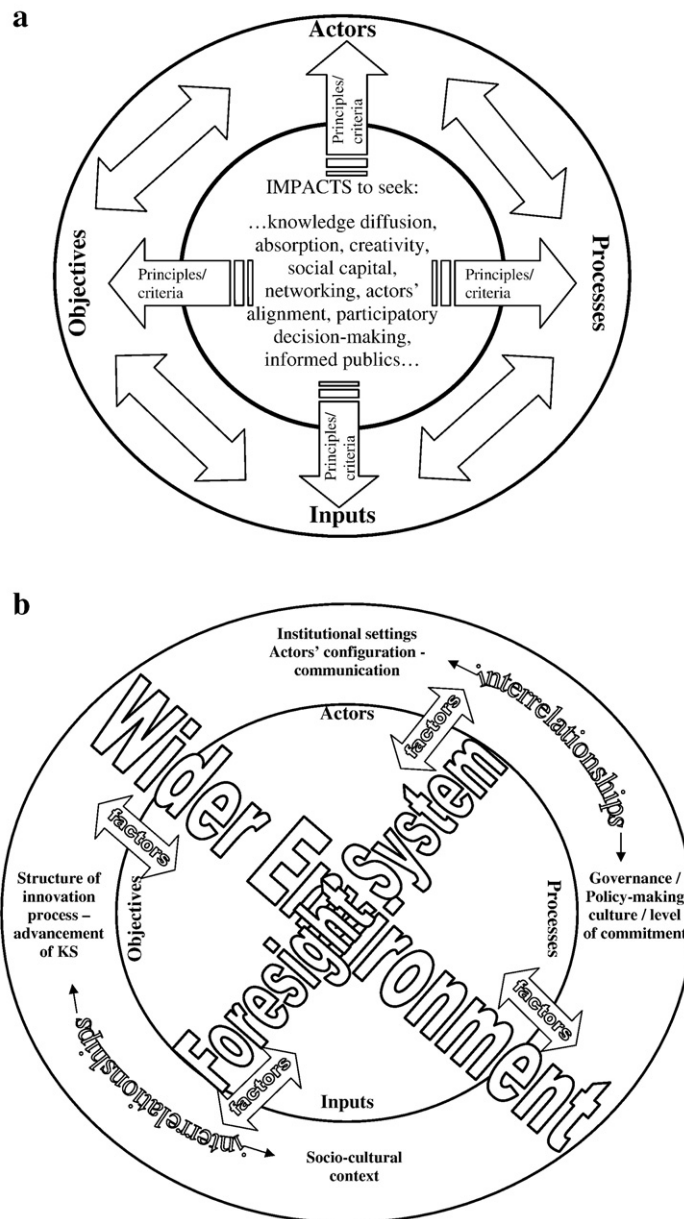 a
Actors
Principles/
criteria
IMPACTS to seek:
…knowledge diffusion,
absorption, creativity,
social capital,
networking, actors'
alignment, participatory
decision-making,
informed publics…
Objectives
Principles/
criteria
Principles/
criteria
Processes
Principles/
criteria
Inputs
b
Institutional settings
Actors' configuration -
communication
interrelationships
Actors
factors
Wider Environment
Foresight System
factors
Structure of
innovation
process –
advancement
of KS
Objectives
Processes
Governance /
Policy-making
culture / level
of commitment
factors
factors
interrelationships
Inputs
Socio-cultural
context